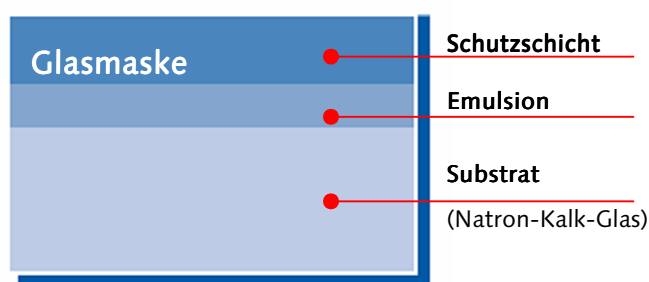 Glasmaske
Schutzschicht
Emulsion
Substrat
(Natron-Kalk-Glas)